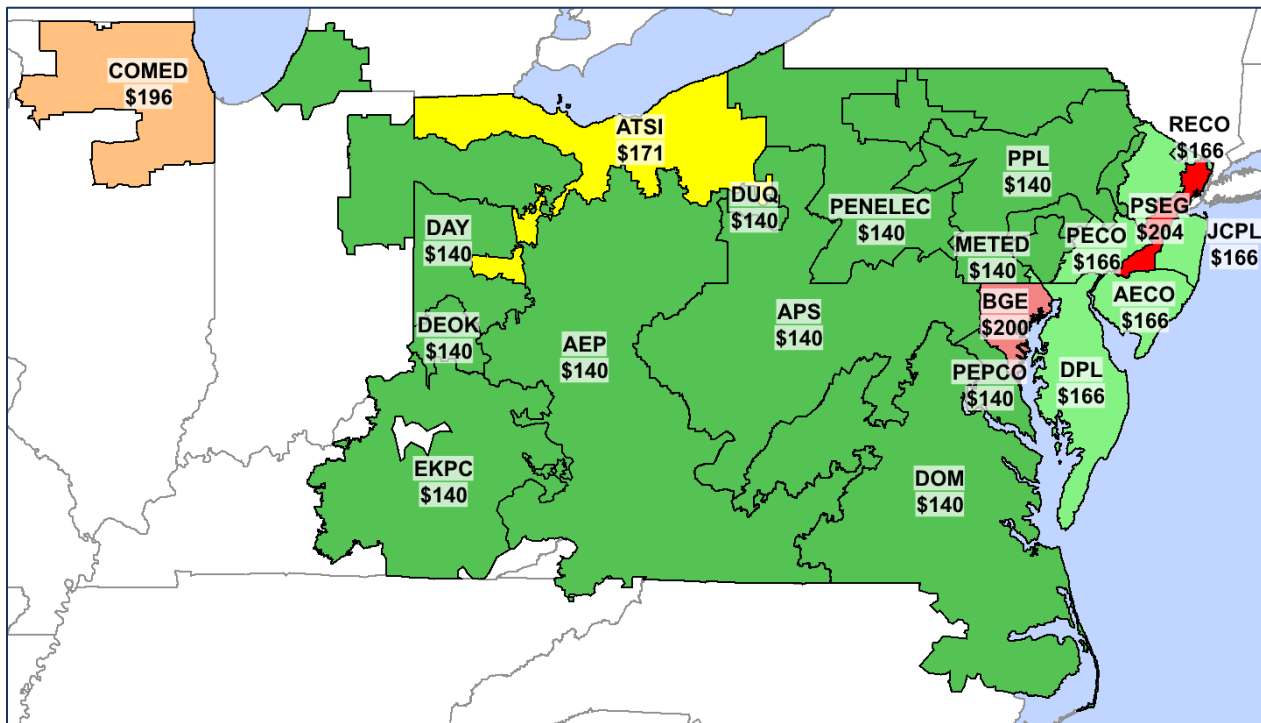 COMED
$196
ATSI
$171
RECO
$166
PPL
$140
DUQ
$140
PENELEC
$140
PSEG
$204
JCPL
$166
DAY
$140
METED
$140
PECO
$166
AECO
$166
BGE
$200
APS
$140
DEOK
$140
AEP
$140
PEPCO
$140
DPL
$166
EKPC
$140
DOM
$140